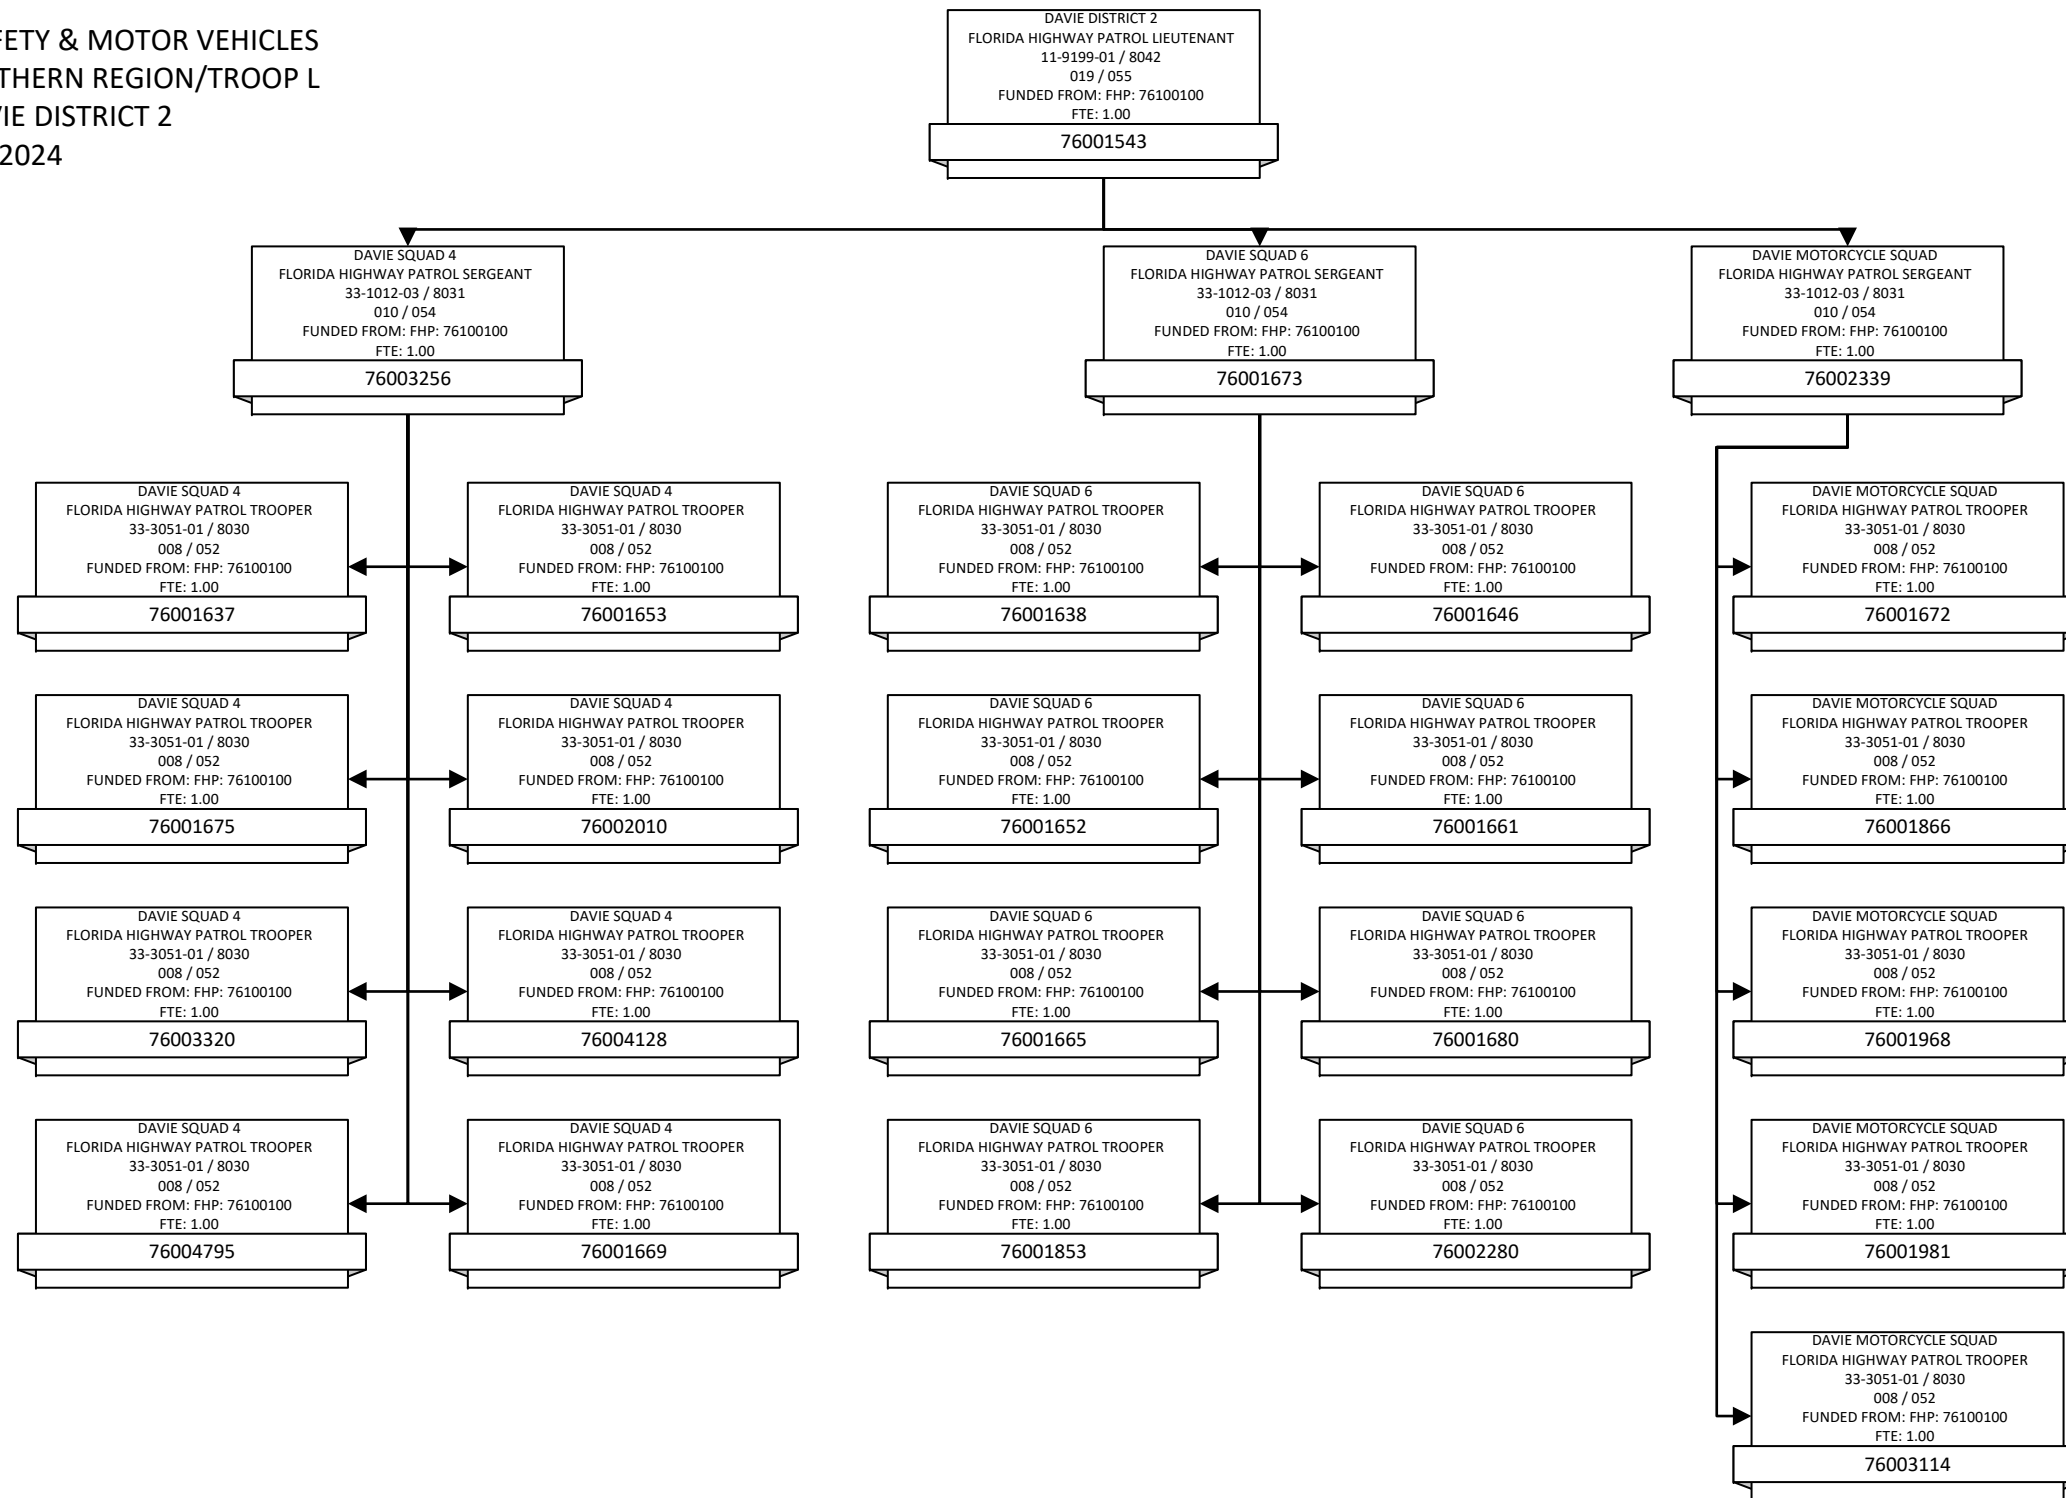 FETY & MOTOR VEHICLES
THERN REGION/TROOP L
VIE DISTRICT 2
2024
DAVIE DISTRICT 2
FLORIDA HIGHWAY PATROL LIEUTENANT
11-9199-01 / 8042
019 / 055
FUNDED FROM: FHP: 76100100
FTE: 1.00
76001543
DAVIE SQUAD 4
FLORIDA HIGHWAY PATROL SERGEANT
33-1012-03 / 8031
010 / 054
FUNDED FROM: FHP: 76100100
FTE: 1.00
76003256
DAVIE SQUAD 6
FLORIDA HIGHWAY PATROL SERGEANT
33-1012-03 / 8031
010 / 054
FUNDED FROM: FHP: 76100100
FTE: 1.00
76001673
DAVIE MOTORCYCLE SQUAD
FLORIDA HIGHWAY PATROL SERGEANT
33-1012-03 / 8031
010 / 054
FUNDED FROM: FHP: 76100100
FTE: 1.00
76002339
DAVIE SQUAD 4
FLORIDA HIGHWAY PATROL TROOPER
33-3051-01 / 8030
008 / 052
FUNDED FROM: FHP: 76100100
FTE: 1.00
76001637
DAVIE SQUAD 4
FLORIDA HIGHWAY PATROL TROOPER
33-3051-01 / 8030
008 / 052
FUNDED FROM: FHP: 76100100
FTE: 1.00
76001653
DAVIE SQUAD 6
FLORIDA HIGHWAY PATROL TROOPER
33-3051-01 / 8030
008 / 052
FUNDED FROM: FHP: 76100100
FTE: 1.00
76001638
DAVIE SQUAD 6
FLORIDA HIGHWAY PATROL TROOPER
33-3051-01 / 8030
008 / 052
FUNDED FROM: FHP: 76100100
FTE: 1.00
76001646
DAVIE MOTORCYCLE SQUAD
FLORIDA HIGHWAY PATROL TROOPER
33-3051-01 / 8030
008 / 052
FUNDED FROM: FHP: 76100100
FTE: 1.00
76001672
DAVIE SQUAD 4
FLORIDA HIGHWAY PATROL TROOPER
33-3051-01 / 8030
008 / 052
FUNDED FROM: FHP: 76100100
FTE: 1.00
76001675
DAVIE SQUAD 4
FLORIDA HIGHWAY PATROL TROOPER
33-3051-01 / 8030
008 / 052
FUNDED FROM: FHP: 76100100
FTE: 1.00
76002010
DAVIE SQUAD 6
FLORIDA HIGHWAY PATROL TROOPER
33-3051-01 / 8030
008 / 052
FUNDED FROM: FHP: 76100100
FTE: 1.00
76001652
DAVIE SQUAD 6
FLORIDA HIGHWAY PATROL TROOPER
33-3051-01 / 8030
008 / 052
FUNDED FROM: FHP: 76100100
FTE: 1.00
76001661
DAVIE MOTORCYCLE SQUAD
FLORIDA HIGHWAY PATROL TROOPER
33-3051-01 / 8030
008 / 052
FUNDED FROM: FHP: 76100100
FTE: 1.00
76001866
DAVIE SQUAD 4
FLORIDA HIGHWAY PATROL TROOPER
33-3051-01 / 8030
008 / 052
FUNDED FROM: FHP: 76100100
FTE: 1.00
76003320
DAVIE SQUAD 4
FLORIDA HIGHWAY PATROL TROOPER
33-3051-01 / 8030
008 / 052
FUNDED FROM: FHP: 76100100
FTE: 1.00
76004128
DAVIE SQUAD 6
FLORIDA HIGHWAY PATROL TROOPER
33-3051-01 / 8030
008 / 052
FUNDED FROM: FHP: 76100100
FTE: 1.00
76001665
DAVIE SQUAD 6
FLORIDA HIGHWAY PATROL TROOPER
33-3051-01 / 8030
008 / 052
FUNDED FROM: FHP: 76100100
FTE: 1.00
76001680
DAVIE MOTORCYCLE SQUAD
FLORIDA HIGHWAY PATROL TROOPER
33-3051-01 / 8030
008 / 052
FUNDED FROM: FHP: 76100100
FTE: 1.00
76001968
DAVIE SQUAD 4
FLORIDA HIGHWAY PATROL TROOPER
33-3051-01 / 8030
008 / 052
FUNDED FROM: FHP: 76100100
FTE: 1.00
76004795
DAVIE SQUAD 4
FLORIDA HIGHWAY PATROL TROOPER
33-3051-01 / 8030
008 / 052
FUNDED FROM: FHP: 76100100
FTE: 1.00
76001669
DAVIE SQUAD 6
FLORIDA HIGHWAY PATROL TROOPER
33-3051-01 / 8030
008 / 052
FUNDED FROM: FHP: 76100100
FTE: 1.00
76001853
DAVIE SQUAD 6
FLORIDA HIGHWAY PATROL TROOPER
33-3051-01 / 8030
008 / 052
FUNDED FROM: FHP: 76100100
FTE: 1.00
76002280
DAVIE MOTORCYCLE SQUAD
FLORIDA HIGHWAY PATROL TROOPER
33-3051-01 / 8030
008 / 052
FUNDED FROM: FHP: 76100100
FTE: 1.00
76001981
DAVIE MOTORCYCLE SQUAD
FLORIDA HIGHWAY PATROL TROOPER
33-3051-01 / 8030
008 / 052
FUNDED FROM: FHP: 76100100
FTE: 1.00
76003114